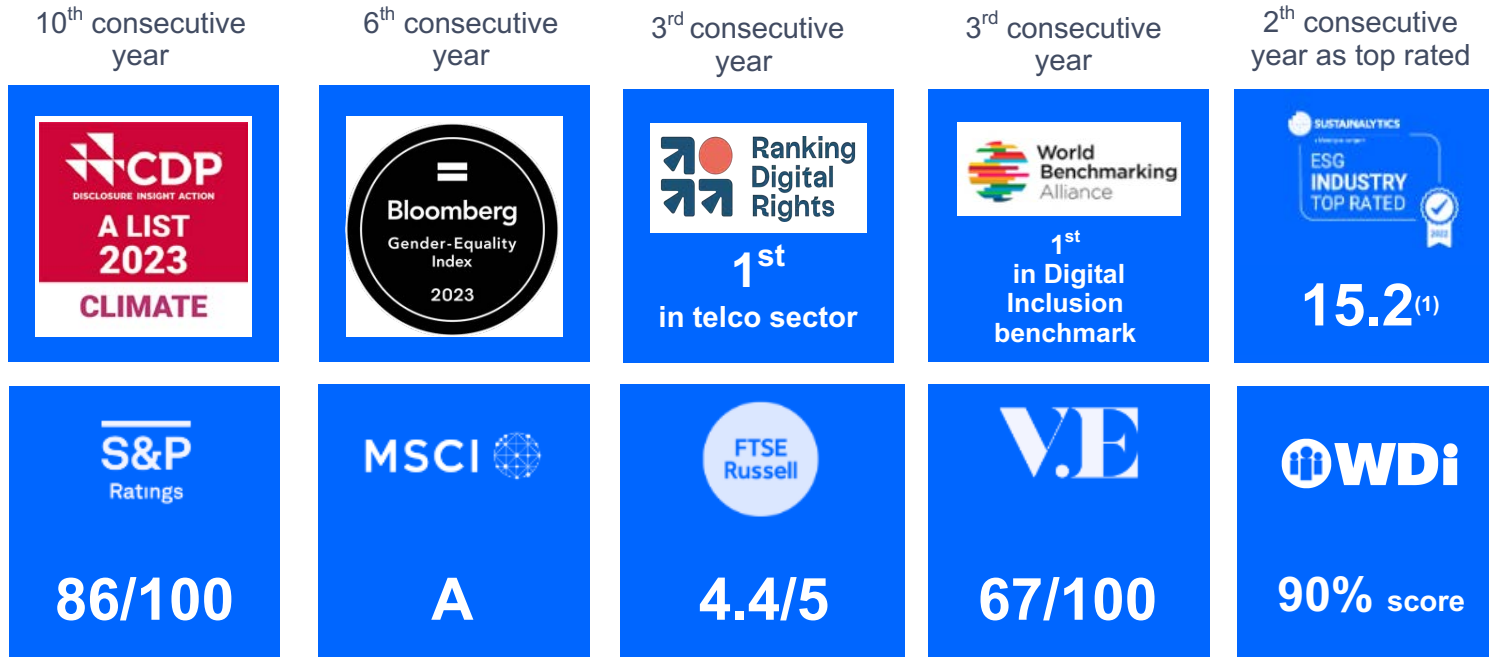 10th consecutive
year
6th consecutive
year
3rd consecutive
year
3rd consecutive
year
2th consecutive
year as top rated
CDP
DISCLOSURE INSIGHT ACTION
A LIST
2023
CLIMATE
=
Bloomberg
Gender-Equality
Index
2023
Ranking
Digital
Rights
1st
in telco sector
World
Benchmarking
Alliance
1st
in Digital
Inclusion
benchmark
SUSTAINALYTICS
ESG
INDUSTRY
TOP RATED
2022
15.2(1)
S&P
Ratings
86/100
MSCI
A
FTSE
Russell
4.4/5
V.E
67/100
WDi
90% score